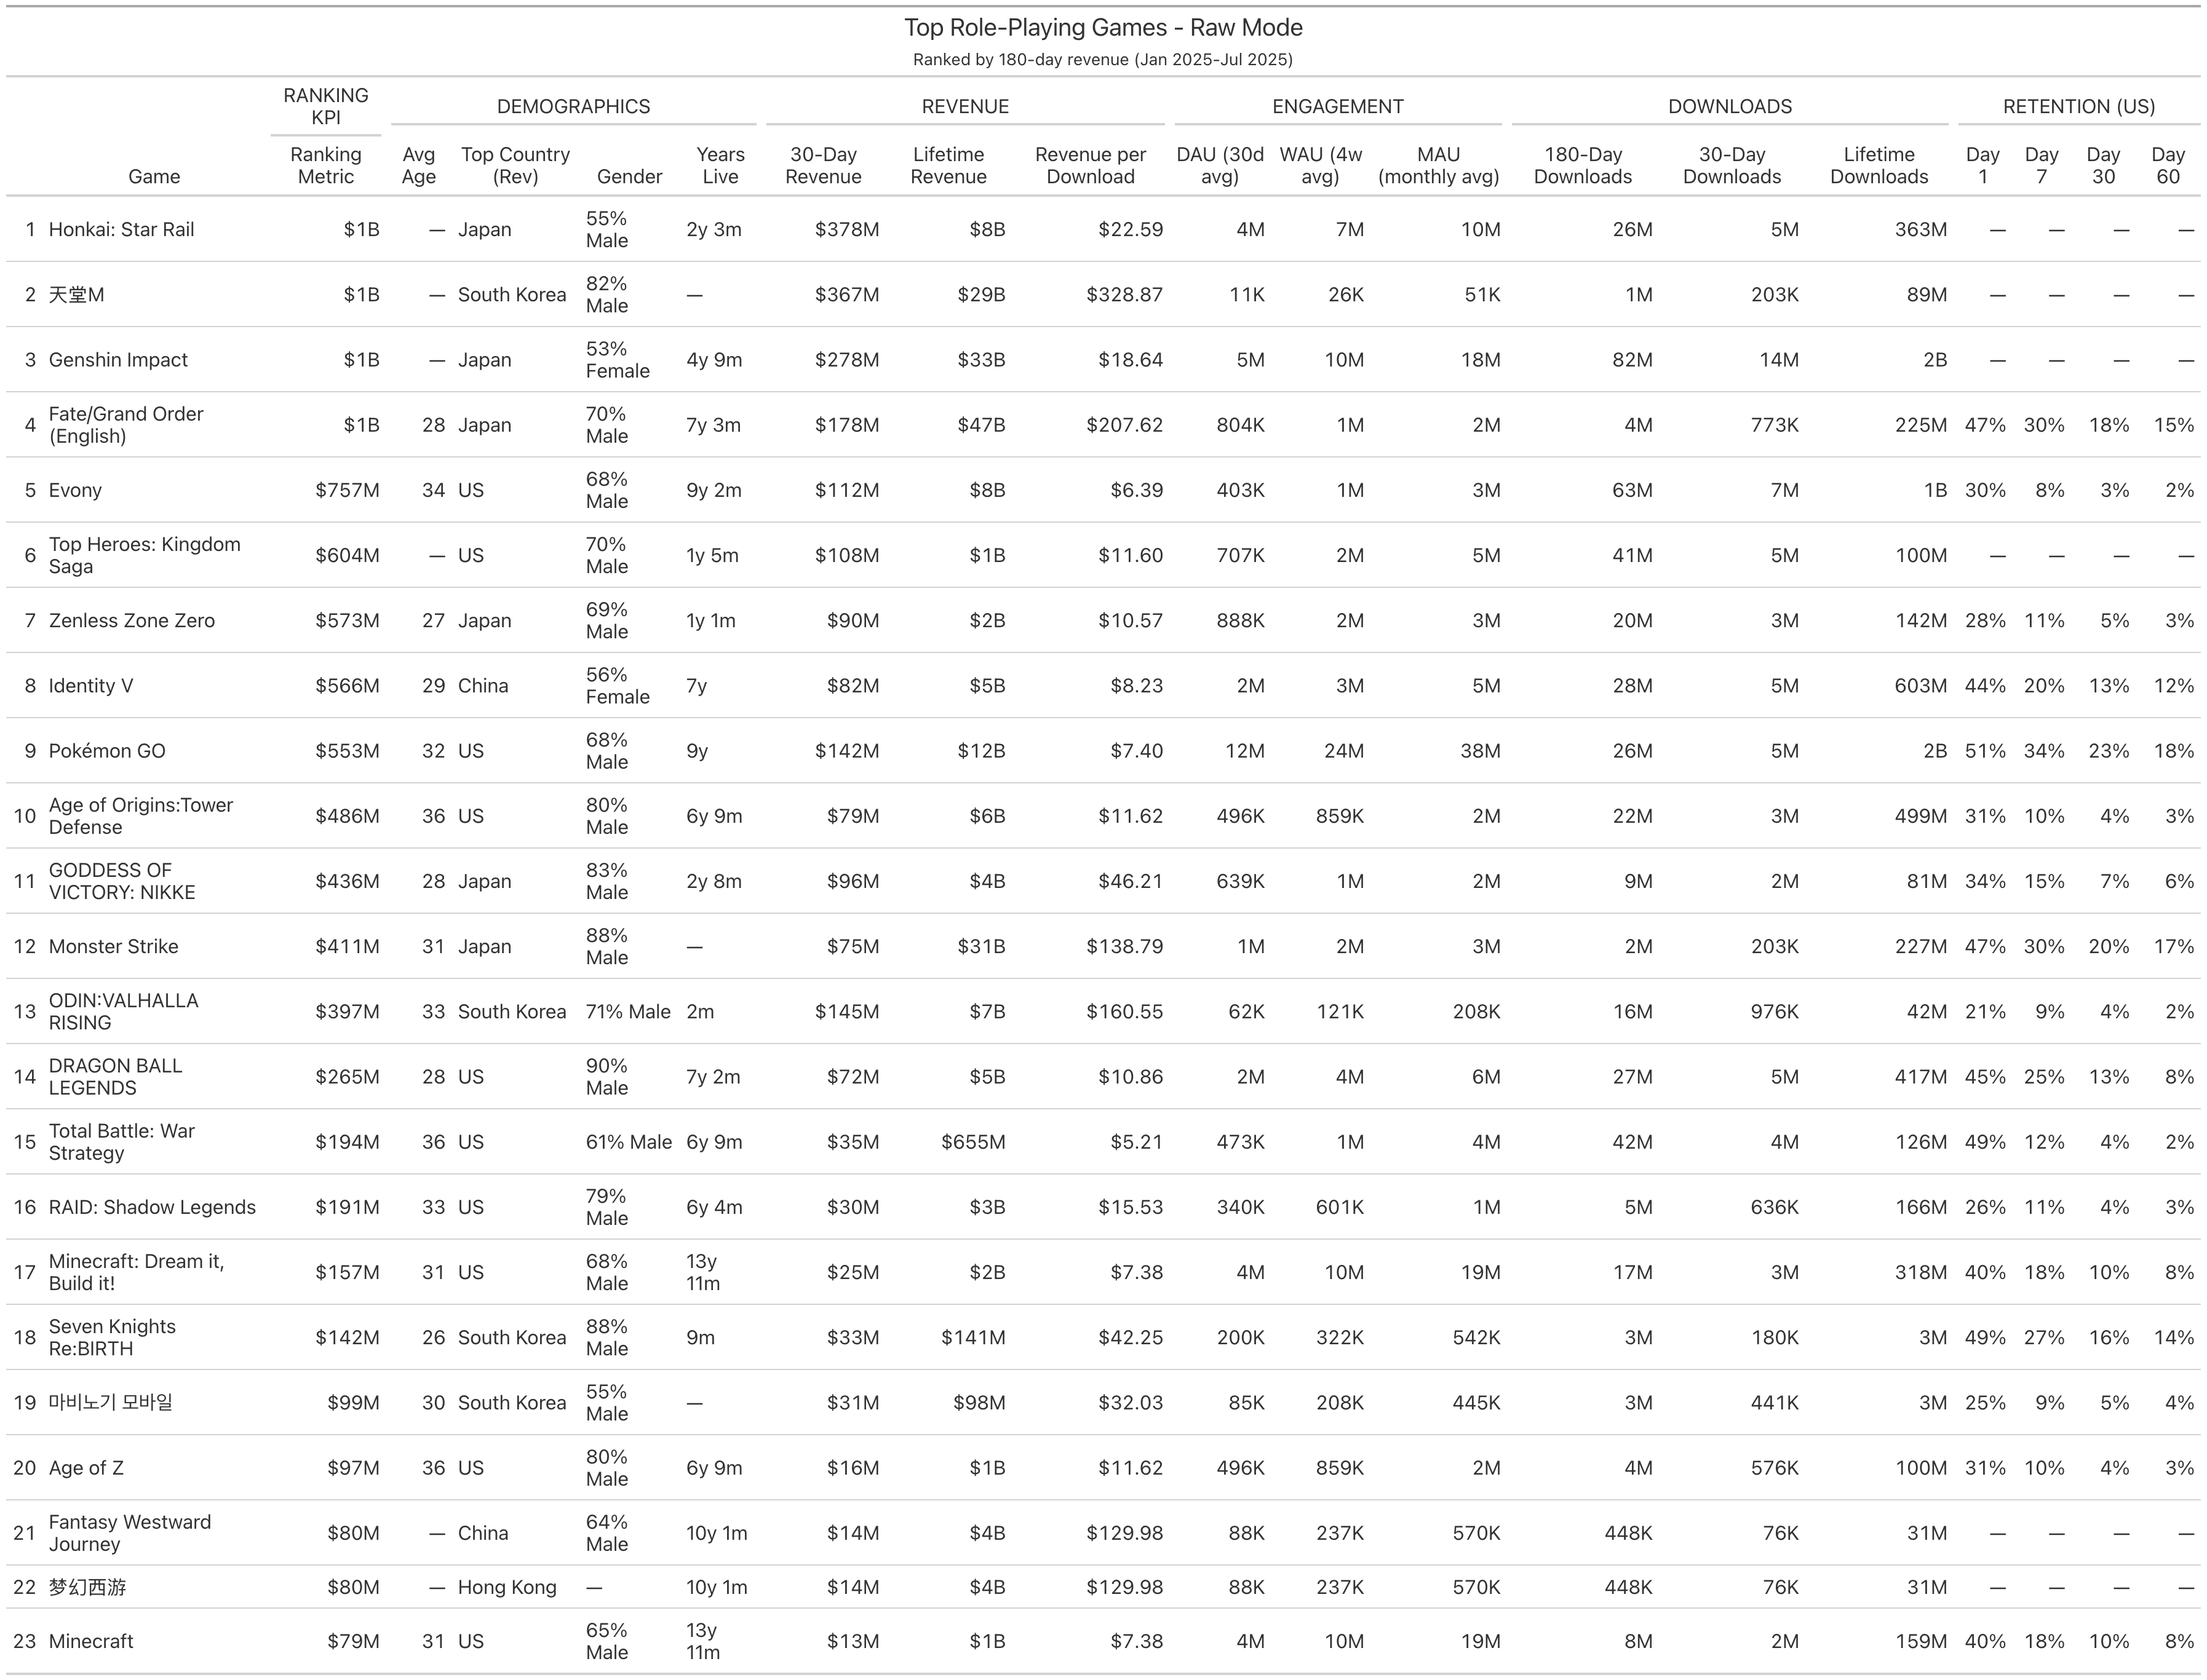 Top Role-Playing Games - Raw Mode
Ranked by 180-day revenue (Jan 2025-Jul 2025)
RANKING KPI DEMOGRAPHICS REVENUE ENGAGEMENT DOWNLOADS RETENTION (US)
Game Ranking Metric Avg Age Top Country (Rev) Gender Years Live 30-Day Revenue Lifetime Revenue Revenue per Download DAU (30d avg) WAU (4w avg) MAU (monthly avg) 180-Day Downloads 30-Day Downloads Lifetime Downloads Day 1 Day 7 Day 30 Day 60
1 Honkai: Star Rail $1B — Japan 55% Male 2y 3m $378M $8B $22.59 4M 7M 10M 26M 5M 363M — — — —
2 天堂M $1B — South Korea 82% Male — $367M $29B $328.87 11K 26K 51K 1M 203K 89M — — — —
3 Genshin Impact $1B — Japan 53% Female 4y 9m $278M $33B $18.64 5M 10M 18M 82M 14M 2B — — — —
4 Fate/Grand Order (English) $1B 28 Japan 70% Male 7y 3m $178M $47B $207.62 804K 1M 2M 4M 773K 225M 47% 30% 18% 15%
5 Evony $757M 34 US 68% Male 9y 2m $112M $8B $6.39 403K 1M 3M 63M 7M 1B 30% 8% 3% 2%
6 Top Heroes: Kingdom Saga $604M — US 70% Male 1y 5m $108M $1B $11.60 707K 2M 5M 41M 5M 100M — — — —
7 Zenless Zone Zero $573M 27 Japan 69% Male 1y 1m $90M $2B $10.57 888K 2M 3M 20M 3M 142M 28% 11% 5% 3%
8 Identity V $566M 29 China 56% Female 7y $82M $5B $8.23 2M 3M 5M 28M 5M 603M 44% 20% 13% 12%
9 Pokémon GO $553M 32 US 68% Male 9y $142M $12B $7.40 12M 24M 38M 26M 5M 2B 51% 34% 23% 18%
10 Age of Origins:Tower Defense $486M 36 US 80% Male 6y 9m $79M $6B $11.62 496K 859K 2M 22M 3M 499M 31% 10% 4% 3%
11 GODDESS OF VICTORY: NIKKE $436M 28 Japan 83% Male 2y 8m $96M $4B $46.21 639K 1M 2M 9M 2M 81M 34% 15% 7% 6%
12 Monster Strike $411M 31 Japan 88% Male — $75M $31B $138.79 1M 2M 3M 2M 203K 227M 47% 30% 20% 17%
13 ODIN:VALHALLA RISING $397M 33 South Korea 71% Male 2m $145M $7B $160.55 62K 121K 208K 16M 976K 42M 21% 9% 4% 2%
14 DRAGON BALL LEGENDS $265M 28 US 90% Male 7y 2m $72M $5B $10.86 2M 4M 6M 27M 5M 417M 45% 25% 13% 8%
15 Total Battle: War Strategy $194M 36 US 61% Male 6y 9m $35M $655M $5.21 473K 1M 4M 42M 4M 126M 49% 12% 4% 2%
16 RAID: Shadow Legends $191M 33 US 79% Male 6y 4m $30M $3B $15.53 340K 601K 1M 5M 636K 166M 26% 11% 4% 3%
17 Minecraft: Dream it, Build it! $157M 31 US 68% Male 13y 11m $25M $2B $7.38 4M 10M 19M 17M 3M 318M 40% 18% 10% 8%
18 Seven Knights Re:BIRTH $142M 26 South Korea 88% Male 9m $33M $141M $42.25 200K 322K 542K 3M 180K 3M 49% 27% 16% 14%
19 마비노기 모바일 $99M 30 South Korea 55% Male — $31M $98M $32.03 85K 208K 445K 3M 441K 3M 25% 9% 5% 4%
20 Age of Z $97M 36 US 80% Male 6y 9m $16M $1B $11.62 496K 859K 2M 4M 576K 100M 31% 10% 4% 3%
21 Fantasy Westward Journey $80M — China 64% Male 10y 1m $14M $4B $129.98 88K 237K 570K 448K 76K 31M — — — —
22 梦幻西游 $80M — Hong Kong — 10y 1m $14M $4B $129.98 88K 237K 570K 448K 76K 31M — — — —
23 Minecraft $79M 31 US 65% Male 13y 11m $13M $1B $7.38 4M 10M 19M 8M 2M 159M 40% 18% 10% 8%